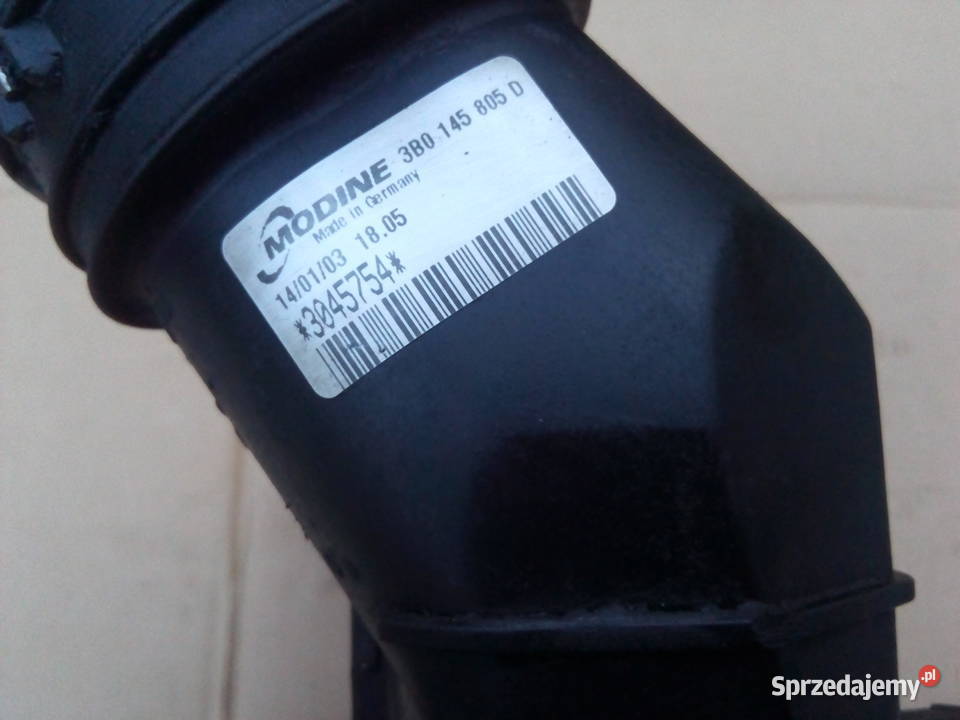 MODINE 3B0 145 805 D
Made in Germany
14/01/03 18.05
*3045754*
Sprzedajemy.pl